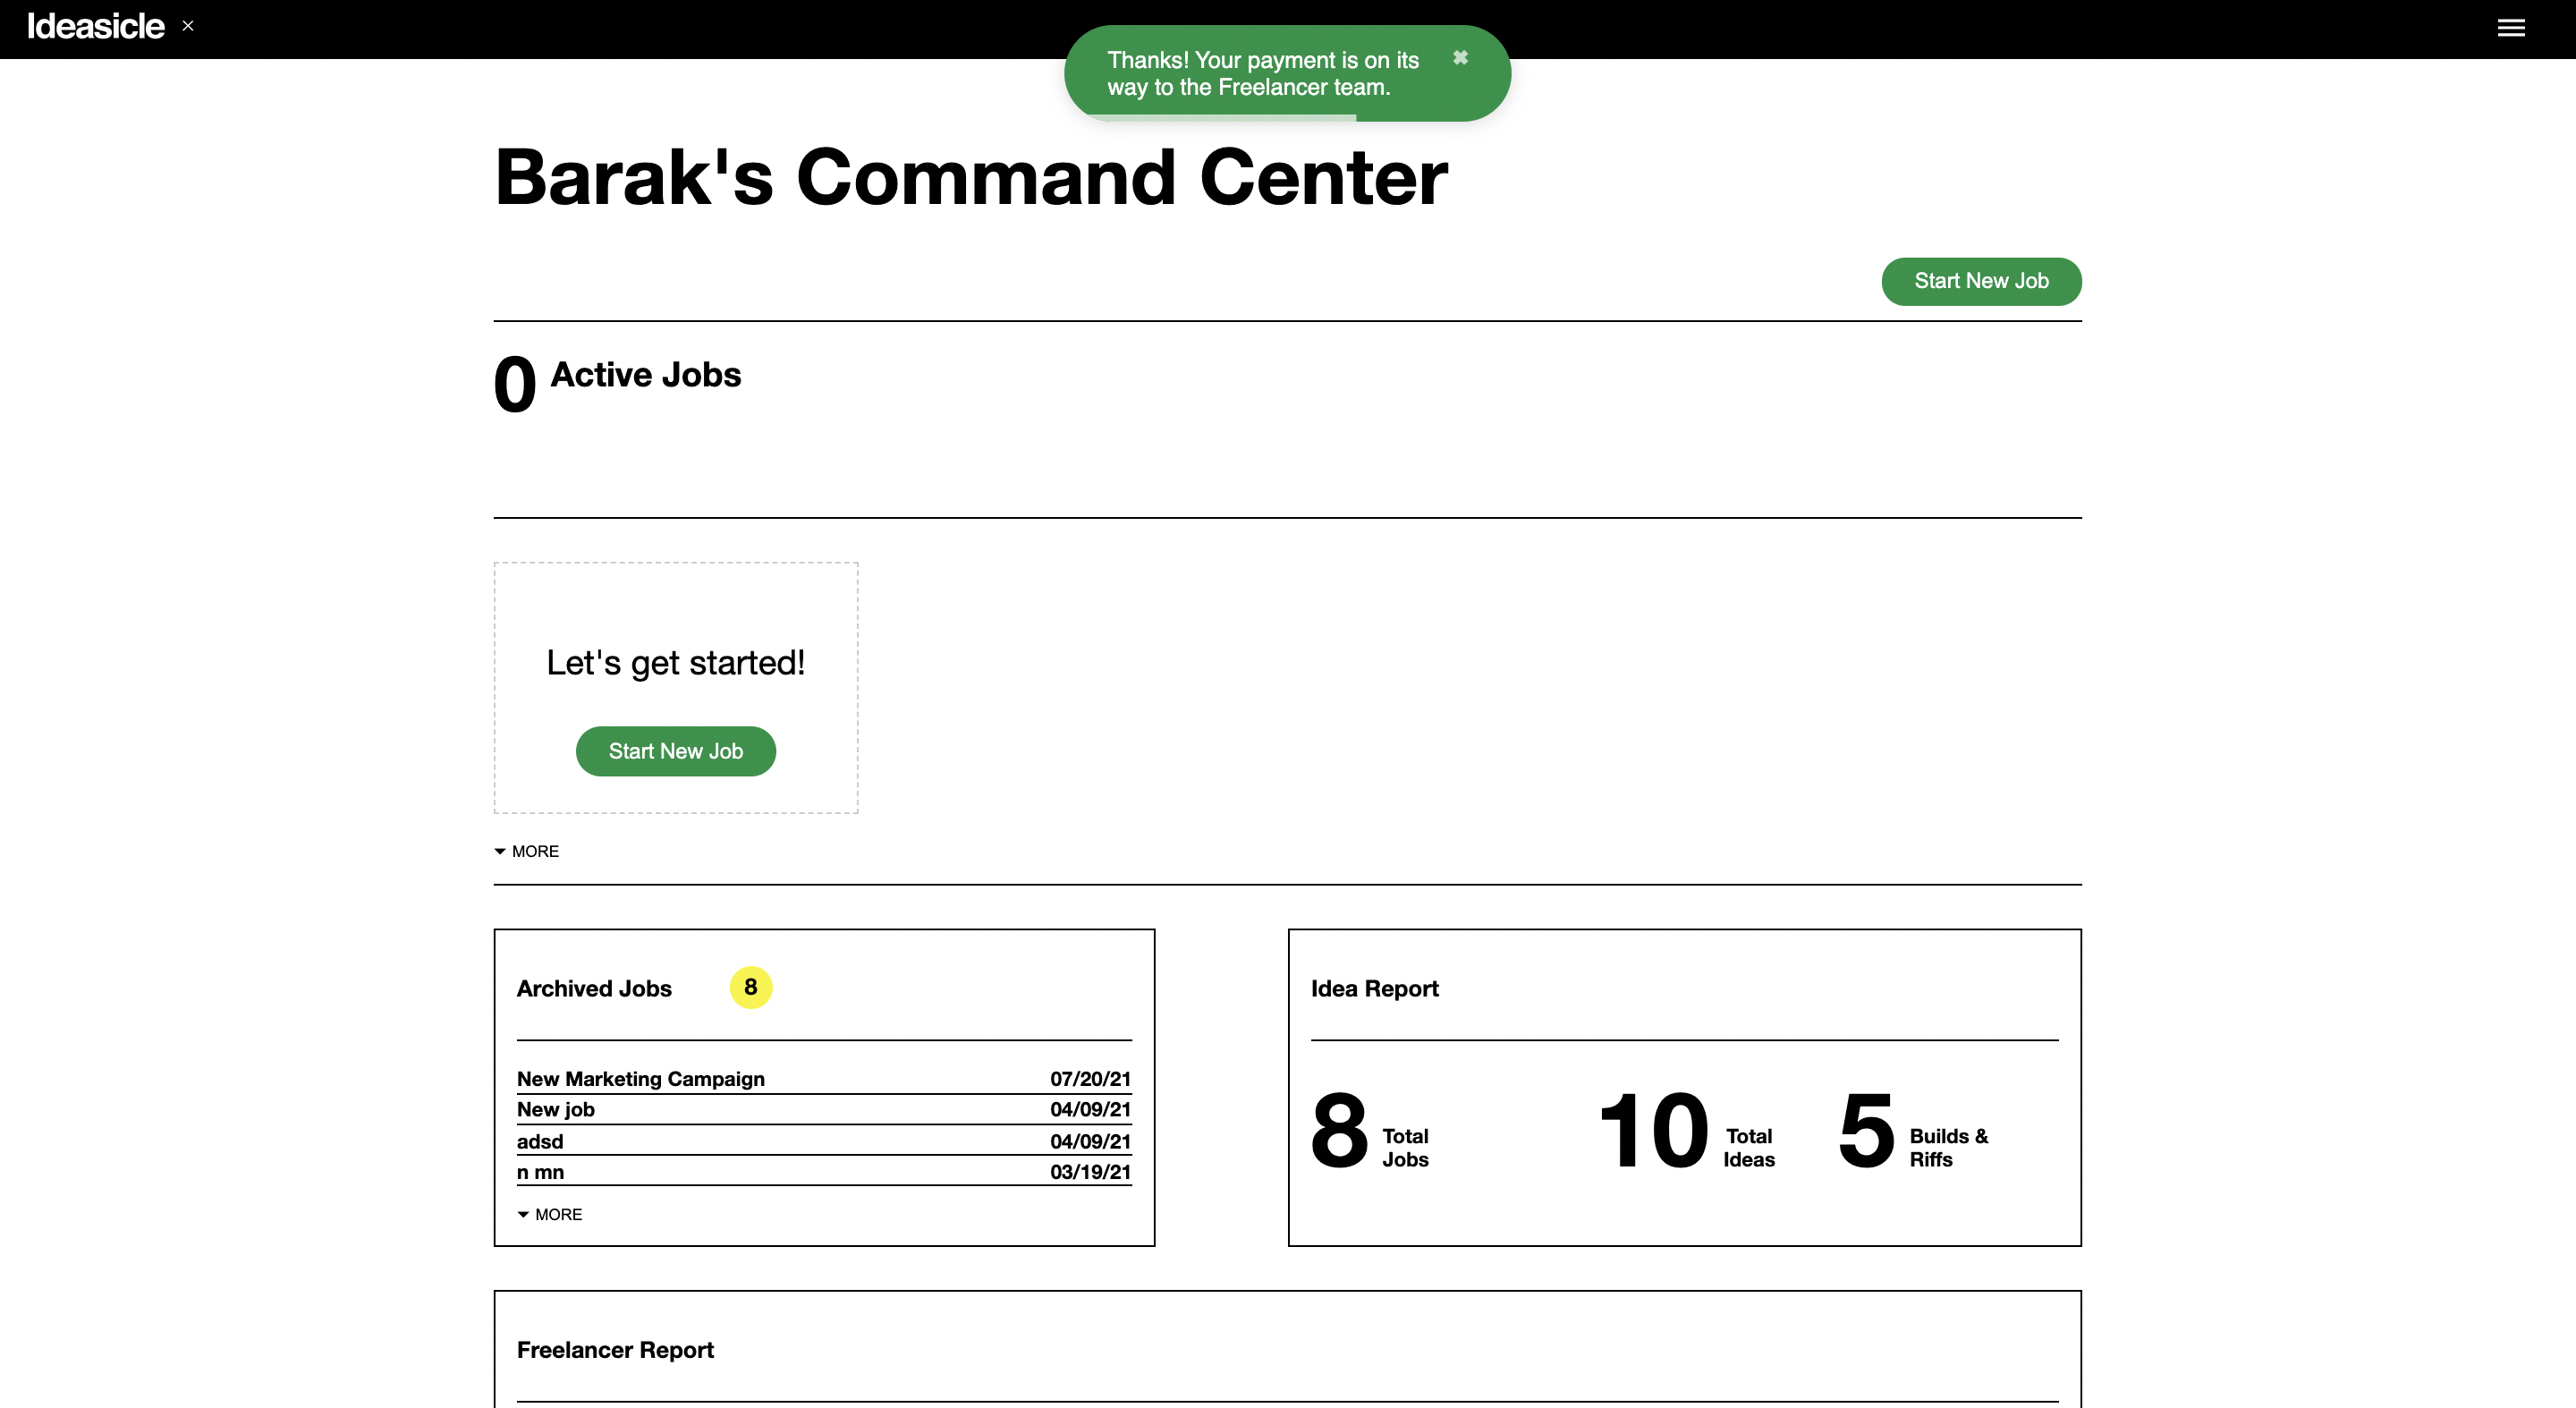 Ideasicle ×
Thanks! Your payment is on its
way to the Freelancer team.
Barak's Command Center
Start New Job
0 Active Jobs
Let's get started!
Start New Job
MORE
Archived Jobs 8
New Marketing Campaign 07/20/21
New job 04/09/21
adsd 04/09/21
n mn 03/19/21
MORE
Idea Report
8 Total Jobs
10 Total Ideas
5 Builds & Riffs
Freelancer Report